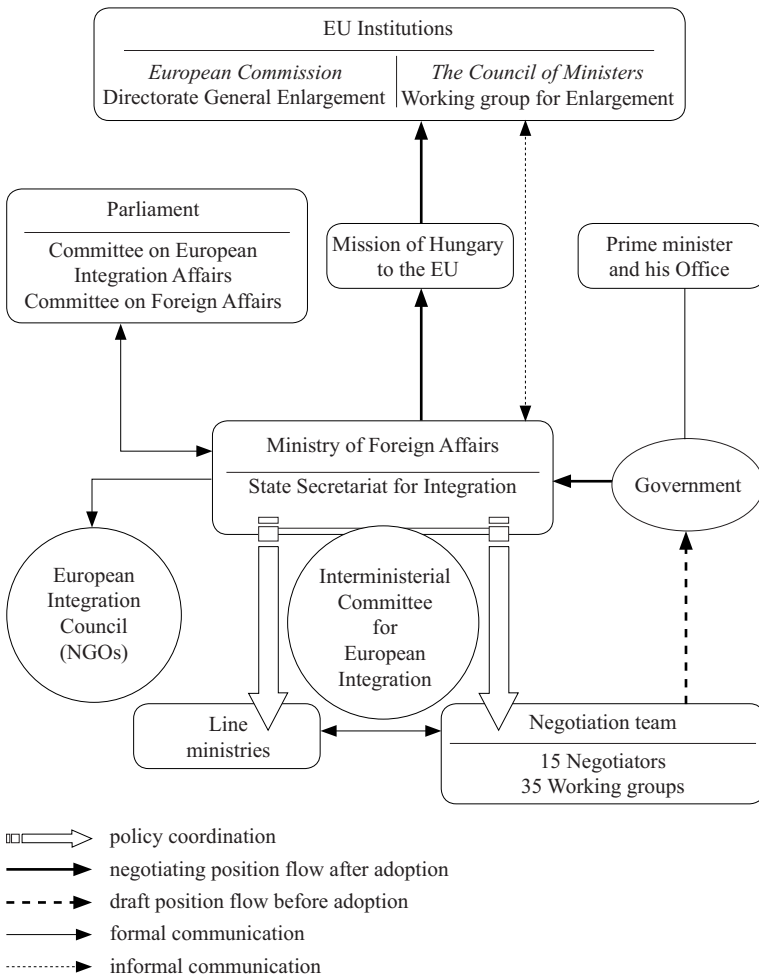 EU Institutions
European Commission
Directorate General Enlargement
The Council of Ministers
Working group for Enlargement
Parliament
Committee on European
Integration Affairs
Committee on Foreign Affairs
Mission of Hungary
to the EU
Prime minister
and his Office
Ministry of Foreign Affairs
State Secretariat for Integration
Government
European
Integration
Council
(NGOs)
Interministerial
Committee
for
European
Integration
Line
ministries
Negotiation team
15 Negotiators
35 Working groups
policy coordination
negotiating position flow after adoption
draft position flow before adoption
formal communication
informal communication